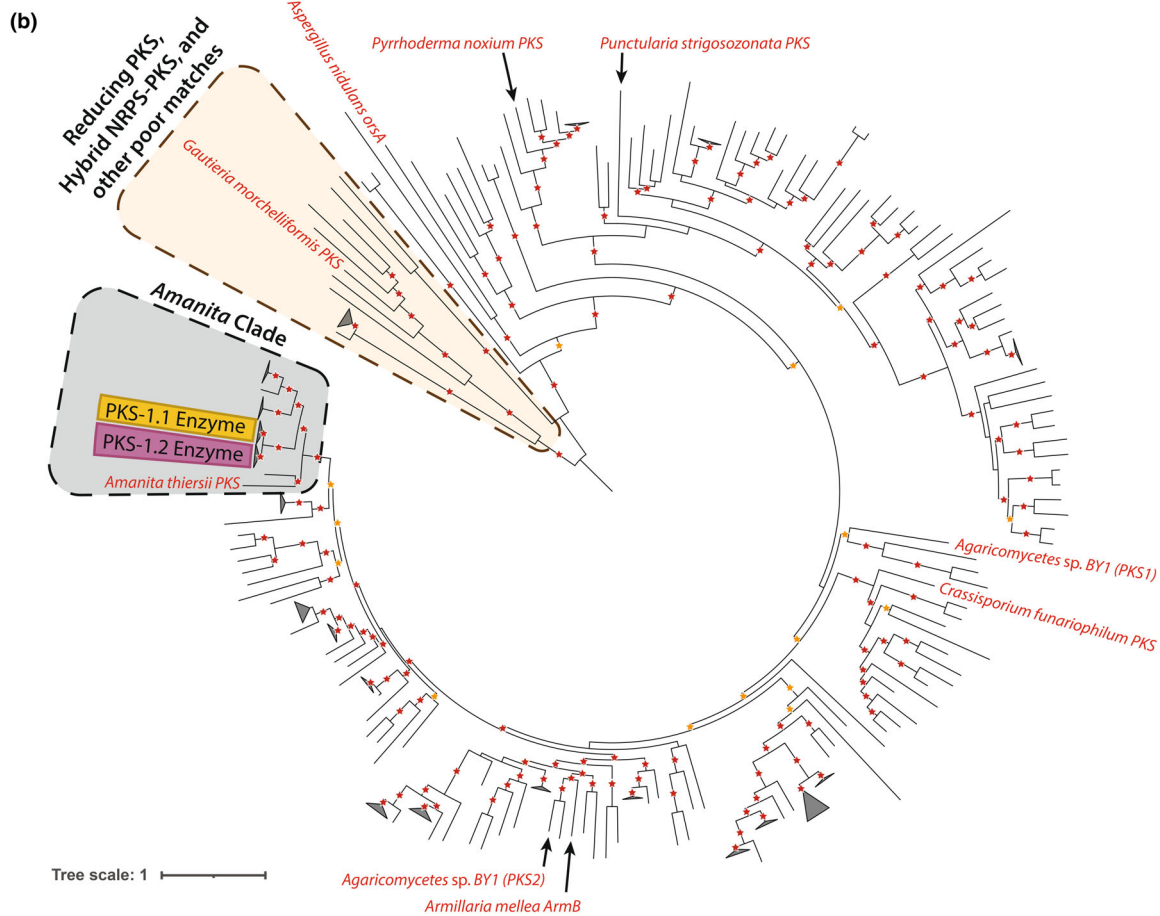 (b)
Reducing PKS,
Hybrid NRPS-PKS, and
other poor matches
Aspergillus nidulans orsA
Pyrrhoderma noxium PKS
Punctularia strigosozonata PKS
Gautieria morchelliformis PKS
Amanita Clade
PKS-1.1 Enzyme
PKS-1.2 Enzyme
Amanita thiersii PKS
Agaricomycetes sp. BY1 (PKS1)
Crassisporium funariophilum PKS
Agaricomycetes sp. BY1 (PKS2)
Armillaria mellea ArmB
Tree scale: 1